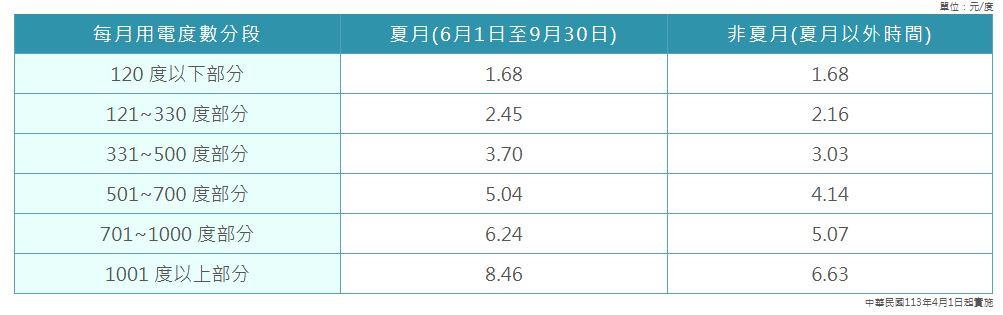 單位：元/度
每月用電度數分段 夏月(6月1日至9月30日) 非夏月(夏月以外時間)
120 度以下部分 1.68 1.68
121~330 度部分 2.45 2.16
331~500 度部分 3.70 3.03
501~700 度部分 5.04 4.14
701~1000 度部分 6.24 5.07
1001 度以上部分 8.46 6.63
中華民國113年4月1日起實施